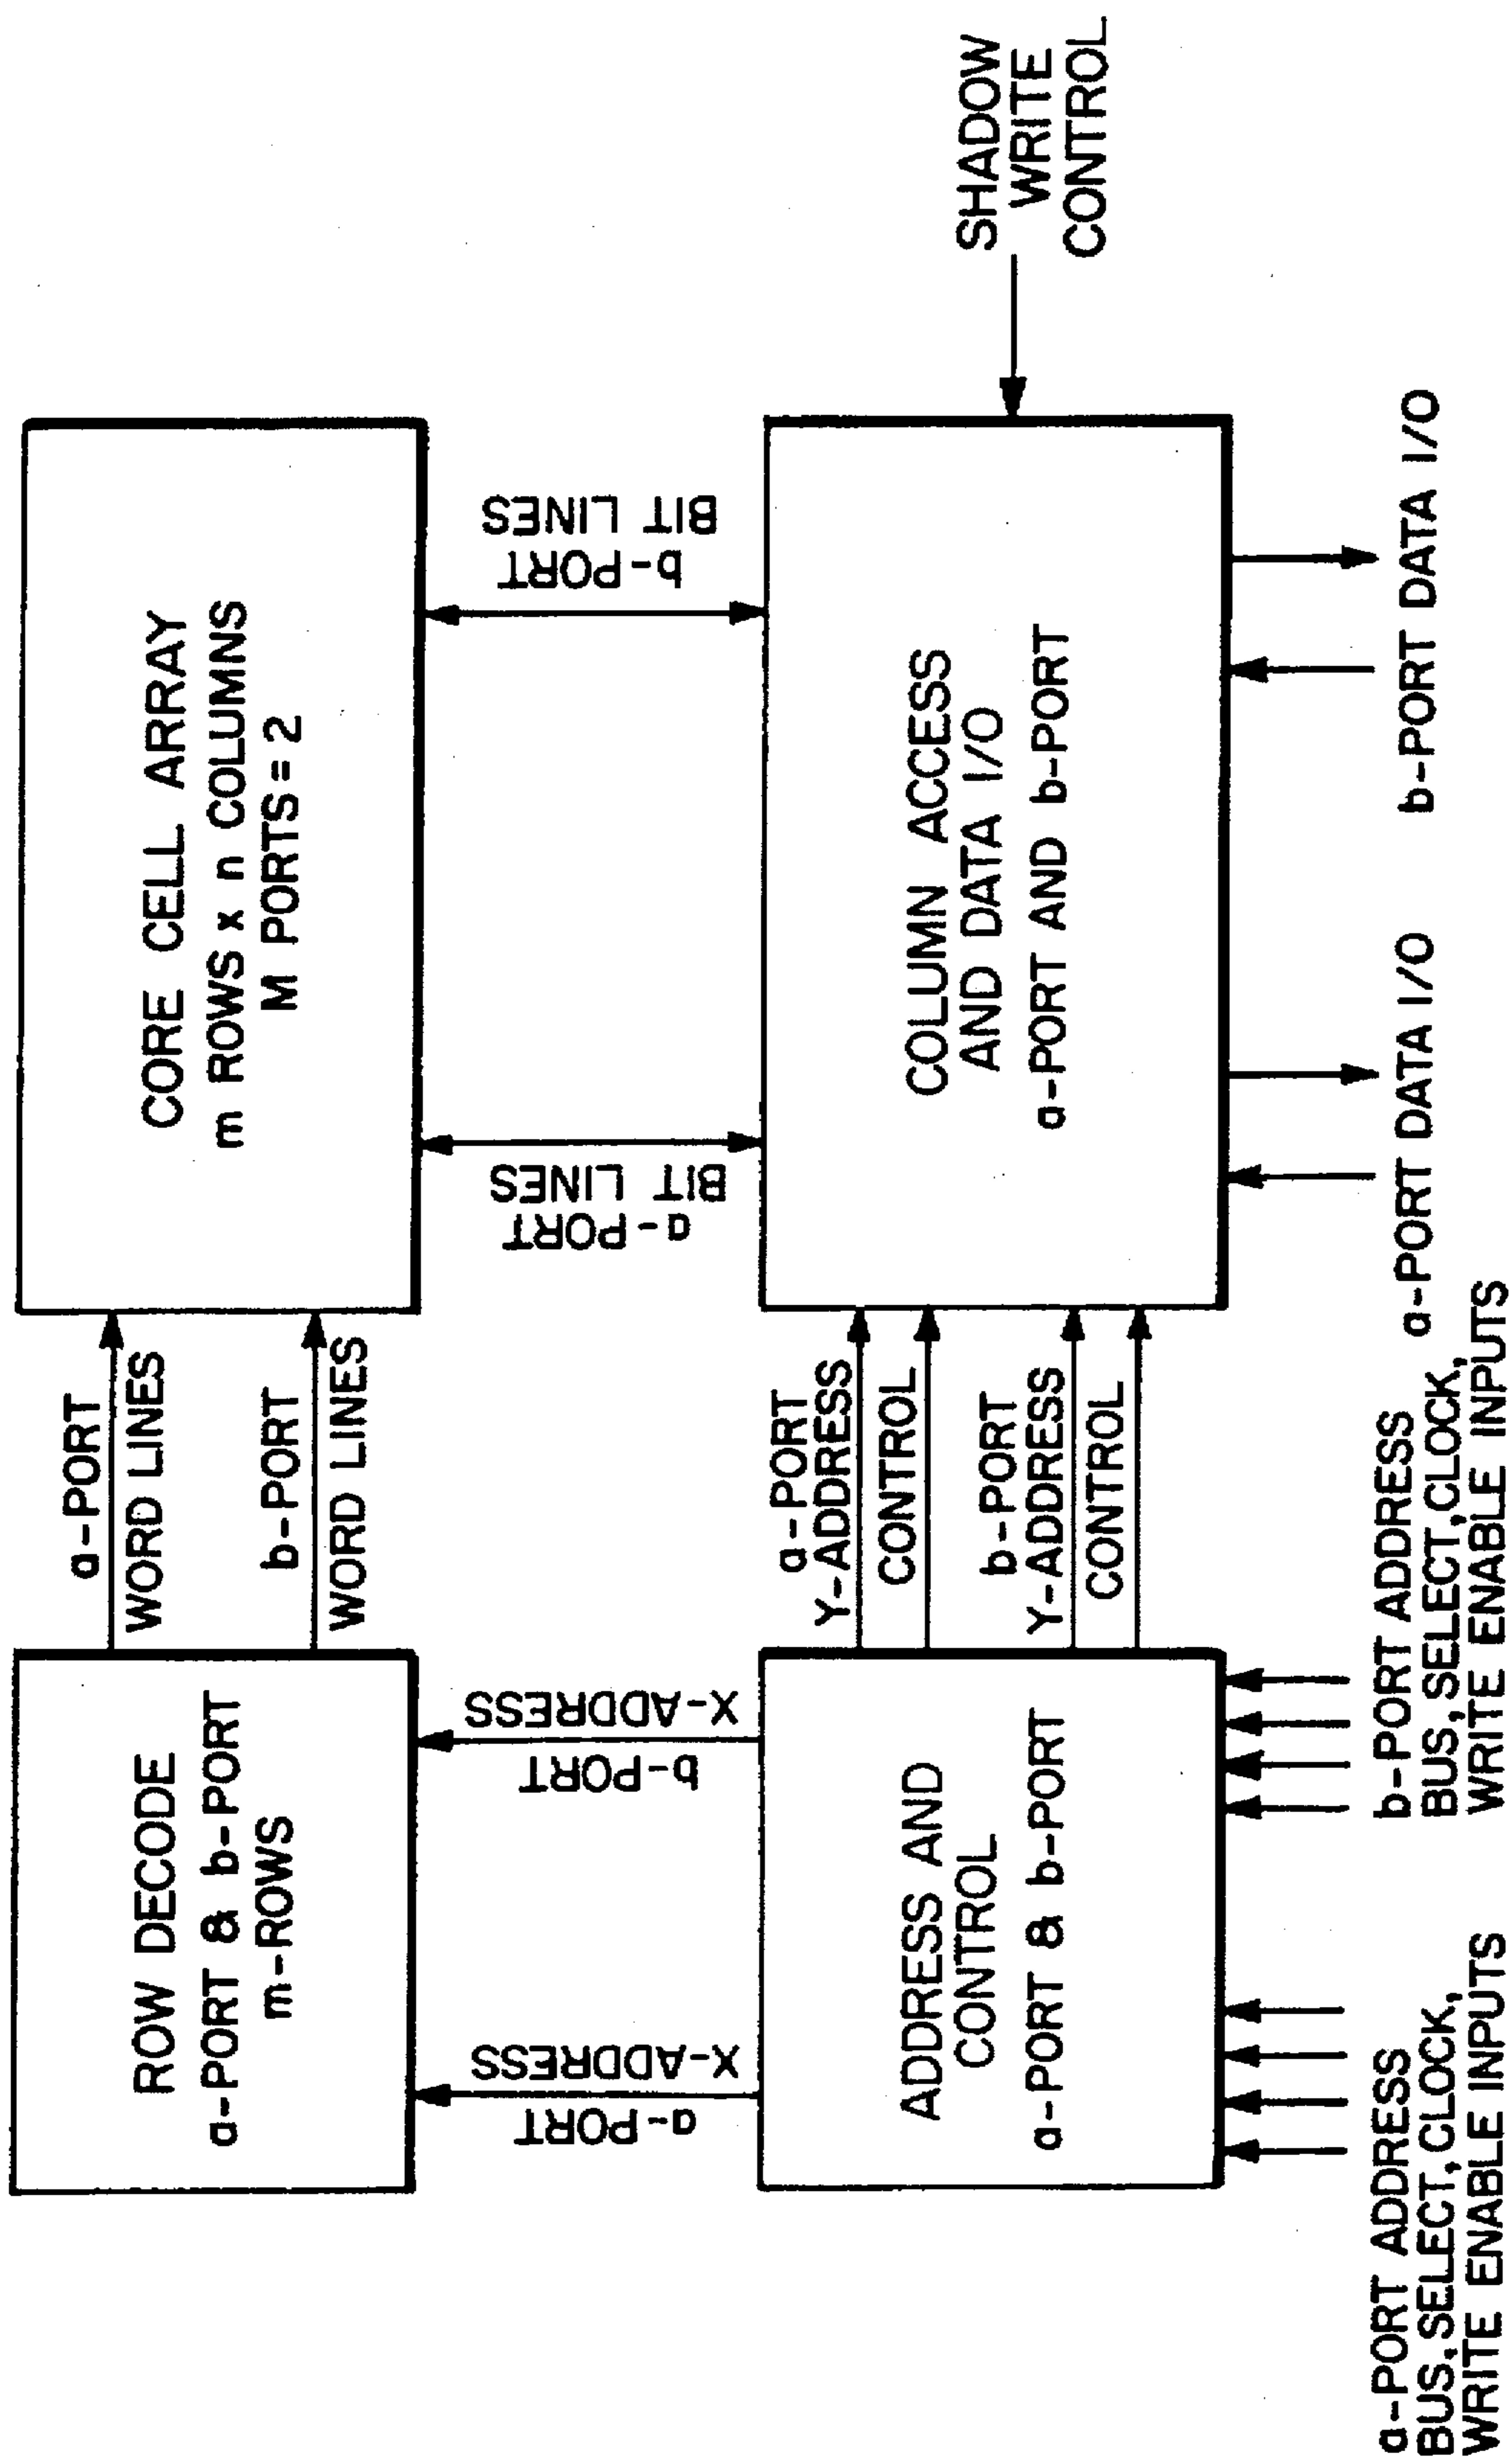 ROW DECODE
a-PORT & b-PORT
m-ROWS
a-PORT
WORD LINES
b-PORT
WORD LINES
CORE CELL ARRAY
m ROWS x n COLUMNS
M PORTS = 2
a-PORT
X-ADDRESS
b-PORT
X-ADDRESS
a-PORT
BIT LINES
b-PORT
BIT LINES
ADDRESS AND
CONTROL
a-PORT & b-PORT
a-PORT
Y-ADDRESS
CONTROL
b-PORT
Y-ADDRESS
CONTROL
COLUMN ACCESS
AND DATA I/O
a-PORT AND b-PORT
SHADOW
WRITE
CONTROL
a-PORT ADDRESS
BUS,SELECT,CLOCK,
WRITE ENABLE INPUTS
b-PORT ADDRESS
BUS,SELECT,CLOCK,
WRITE ENABLE INPUTS
a-PORT DATA I/O
b-PORT DATA I/O